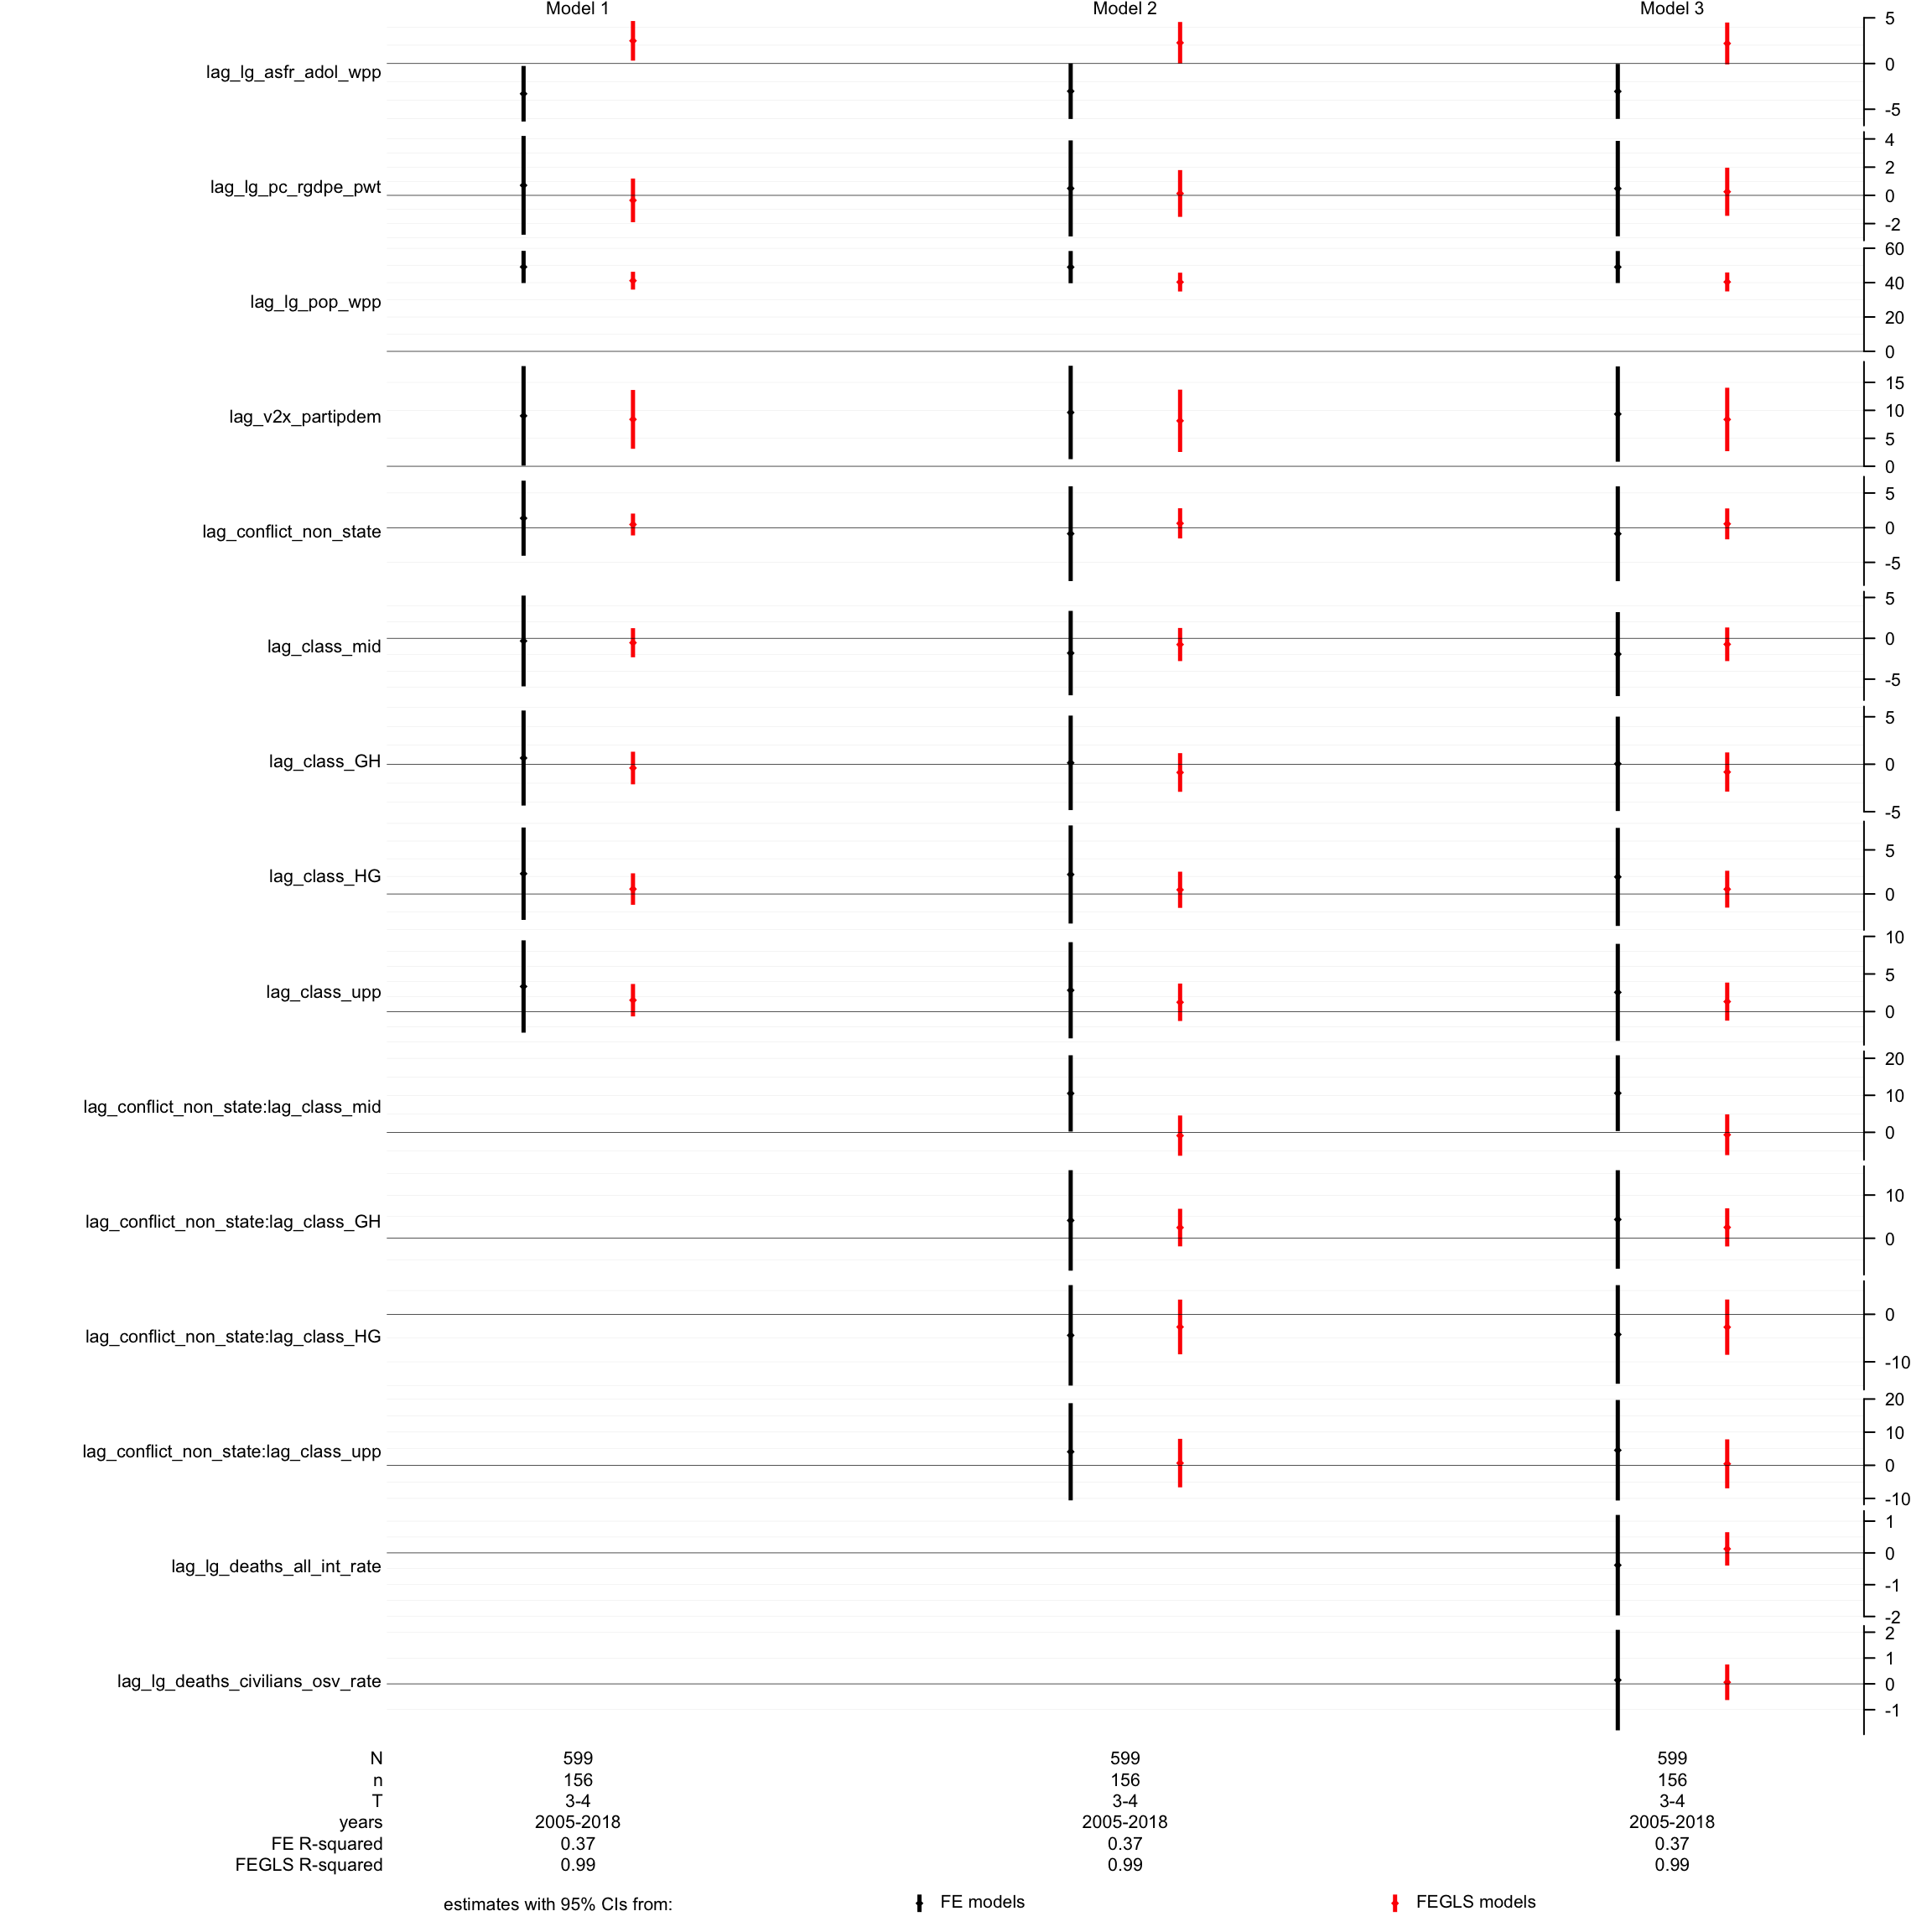 Model 1 Model 2 Model 3
lag_lg_asfr_adol_wpp
5
0
-5
lag_lg_pc_rgdpe_pwt
4
2
0
-2
lag_lg_pop_wpp
60
40
20
0
lag_v2x_partipdem
15
10
5
0
lag_conflict_non_state
5
0
-5
lag_class_mid
5
0
-5
lag_class_GH
5
0
-5
lag_class_HG
5
0
lag_class_upp
10
5
0
lag_conflict_non_state:lag_class_mid
20
10
0
lag_conflict_non_state:lag_class_GH
10
0
lag_conflict_non_state:lag_class_HG
0
-10
lag_conflict_non_state:lag_class_upp
20
10
0
-10
lag_lg_deaths_all_int_rate
1
0
-1
-2
lag_lg_deaths_civilians_osv_rate
2
1
0
-1
N 599 599 599
n 156 156 156
T 3-4 3-4 3-4
years 2005-2018 2005-2018 2005-2018
FE R-squared 0.37 0.37 0.37
FEGLS R-squared 0.99 0.99 0.99
estimates with 95% CIs from: FE models FEGLS models